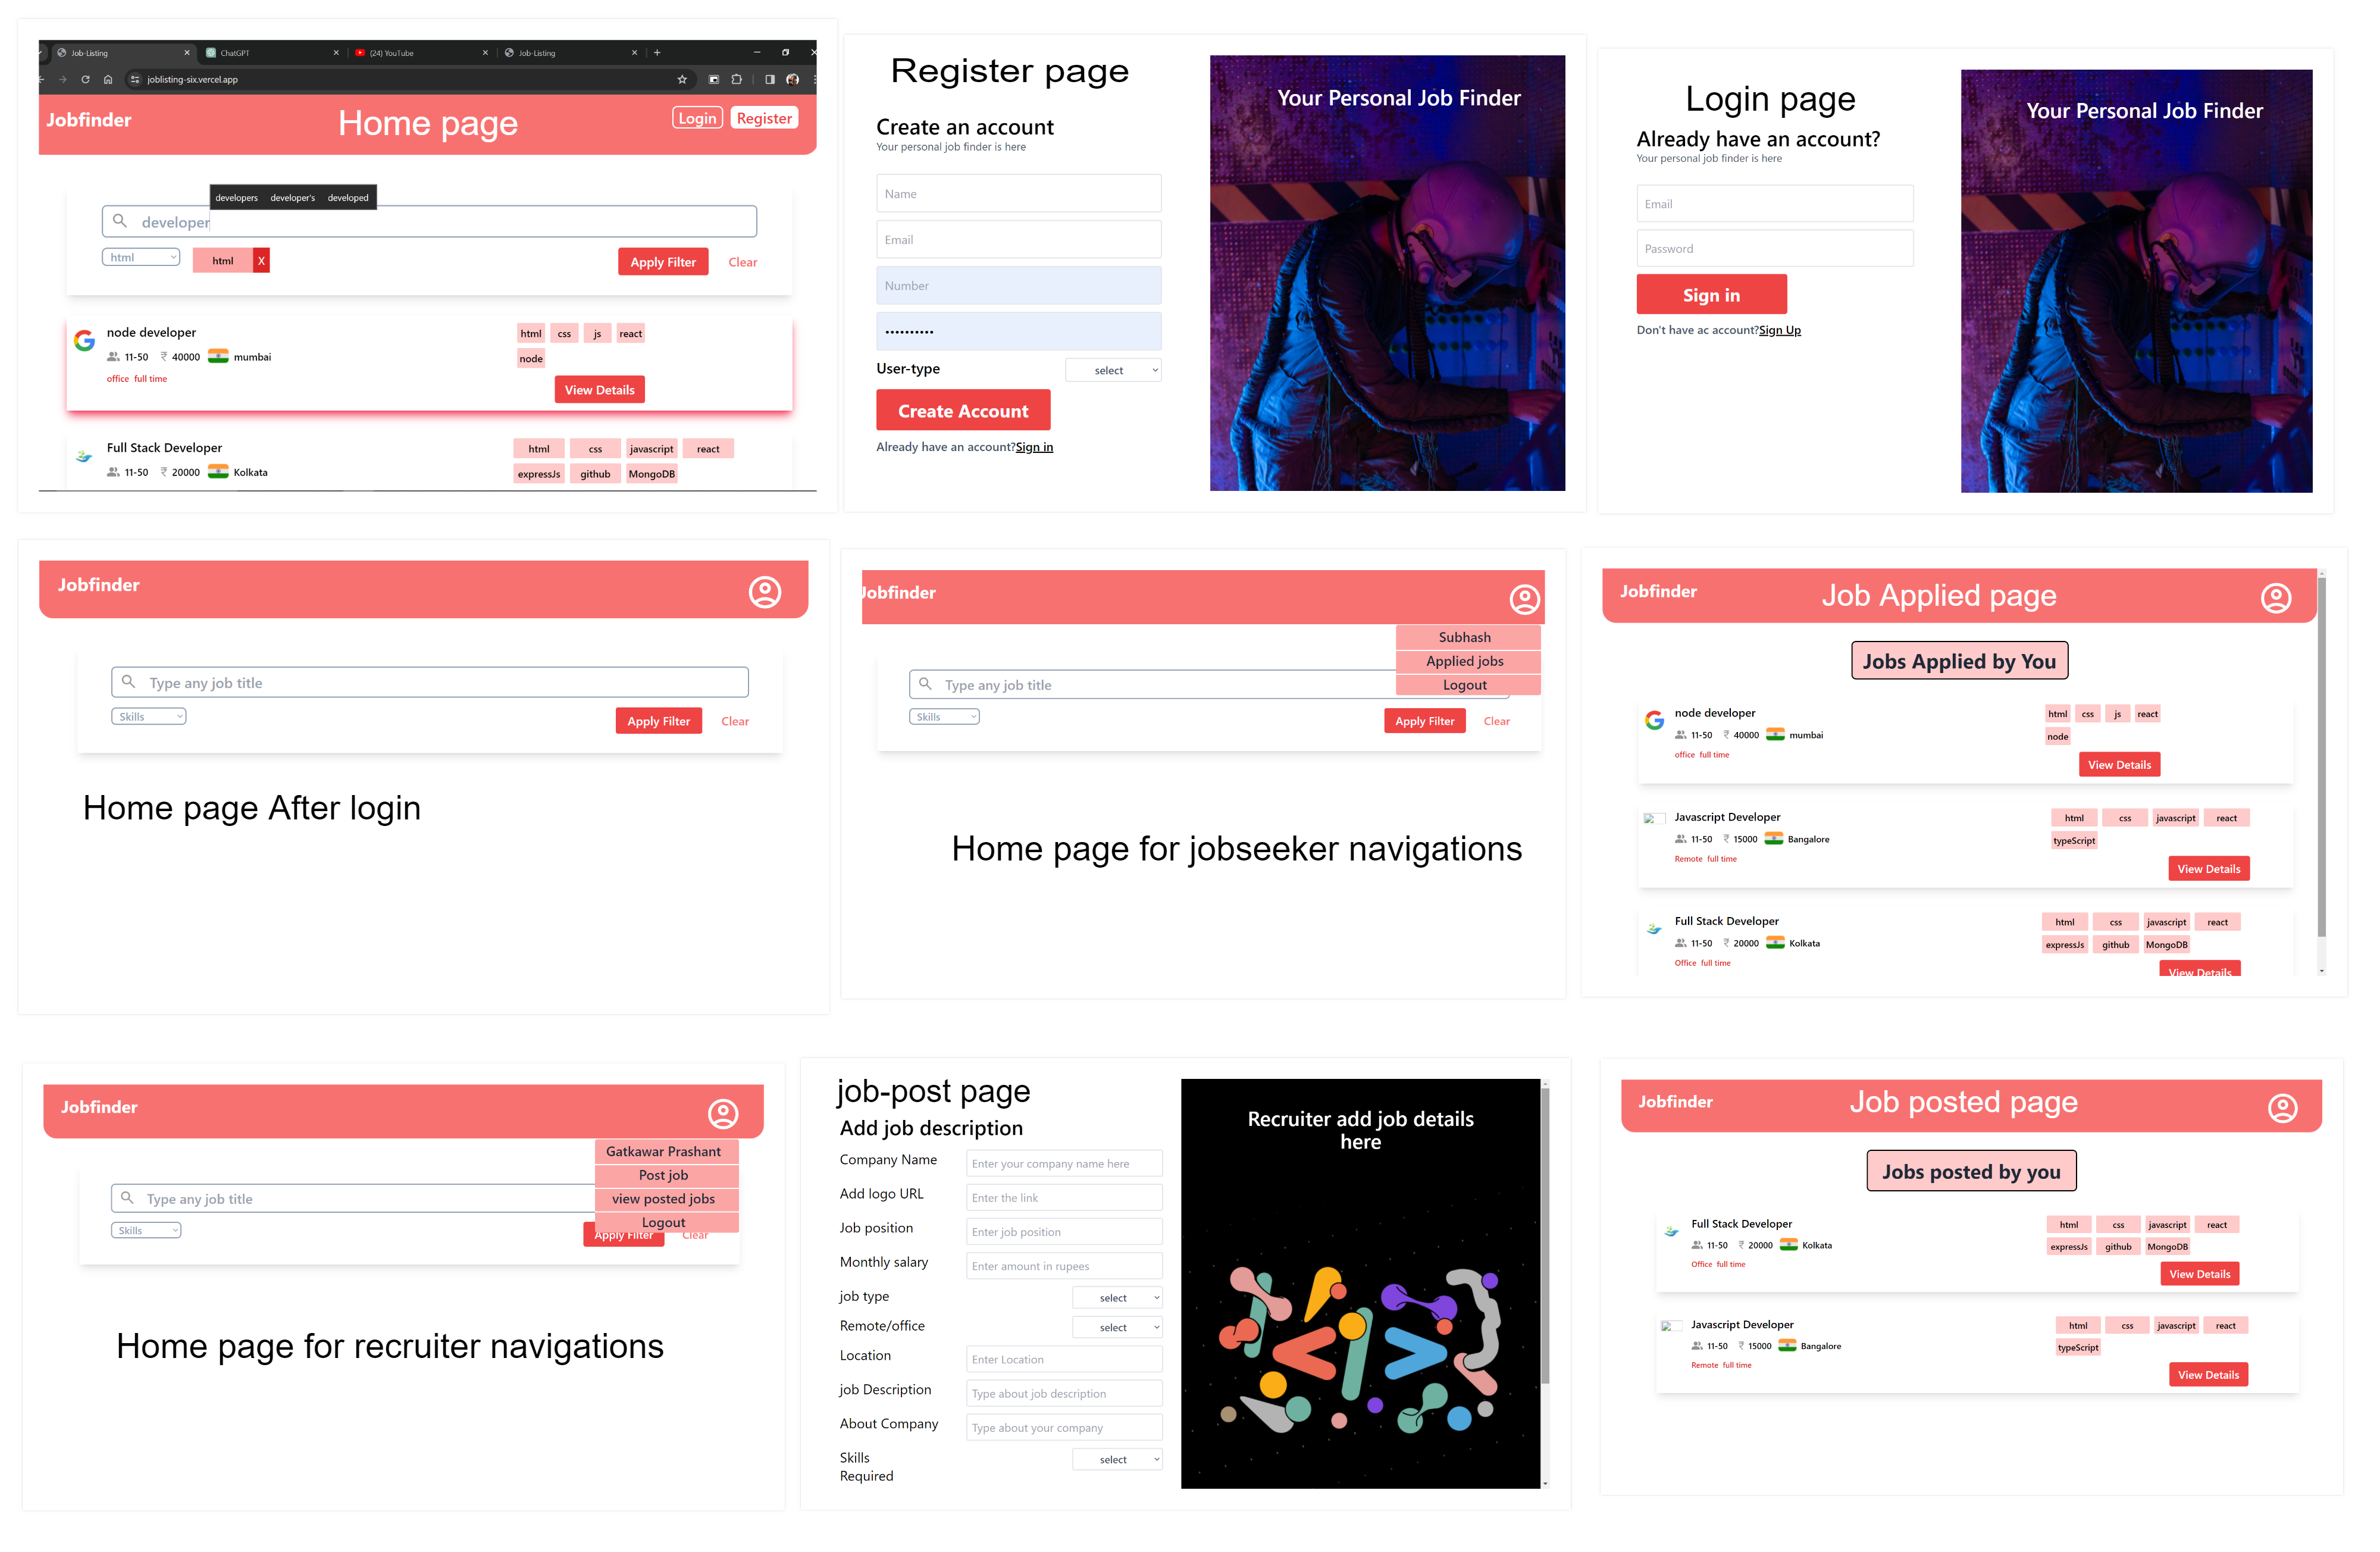 Job-Listing
ChatGPT
(24) YouTube
Job-Listing
joblisting-six.vercel.app
Jobfinder
Home page
Login
Register
developers developer's developed
developer
html
html X
Apply Filter
Clear
node developer
11-50 ₹ 40000 mumbai
office full time
html css js react
node
View Details
Full Stack Developer
11-50 ₹ 20000 Kolkata
html css javascript react
expressJs github MongoDB
Register page
Create an account
Your personal job finder is here
Name
Email
Number
User-type
select
Create Account
Already have an account?Sign in
Your Personal Job Finder
Login page
Already have an account?
Your personal job finder is here
Email
Password
Sign in
Don't have ac account?Sign Up
Your Personal Job Finder
Jobfinder
Type any job title
Skills
Apply Filter
Clear
Home page After login
Jobfinder
Subhash
Applied jobs
Logout
Type any job title
Skills
Apply Filter
Clear
Home page for jobseeker navigations
Jobfinder
Job Applied page
Jobs Applied by You
node developer
11-50 ₹ 40000 mumbai
office full time
html css js react
node
View Details
Javascript Developer
11-50 ₹ 15000 Bangalore
Remote full time
html css javascript react
typeScript
View Details
Full Stack Developer
11-50 ₹ 20000 Kolkata
Office full time
html css javascript react
expressJs github MongoDB
View Details
Jobfinder
Gatkawar Prashant
Post job
view posted jobs
Logout
Type any job title
Skills
Apply Filter
Clear
Home page for recruiter navigations
job-post page
Add job description
Company Name
Enter your company name here
Add logo URL
Enter the link
Job position
Enter job position
Monthly salary
Enter amount in rupees
job type
select
Remote/office
select
Location
Enter Location
job Description
Type about job description
About Company
Type about your company
Skills
Required
select
Recruiter add job details
here
Jobfinder
Job posted page
Jobs posted by you
Full Stack Developer
11-50 ₹ 20000 Kolkata
Office full time
html css javascript react
expressJs github MongoDB
View Details
Javascript Developer
11-50 ₹ 15000 Bangalore
Remote full time
html css javascript react
typeScript
View Details